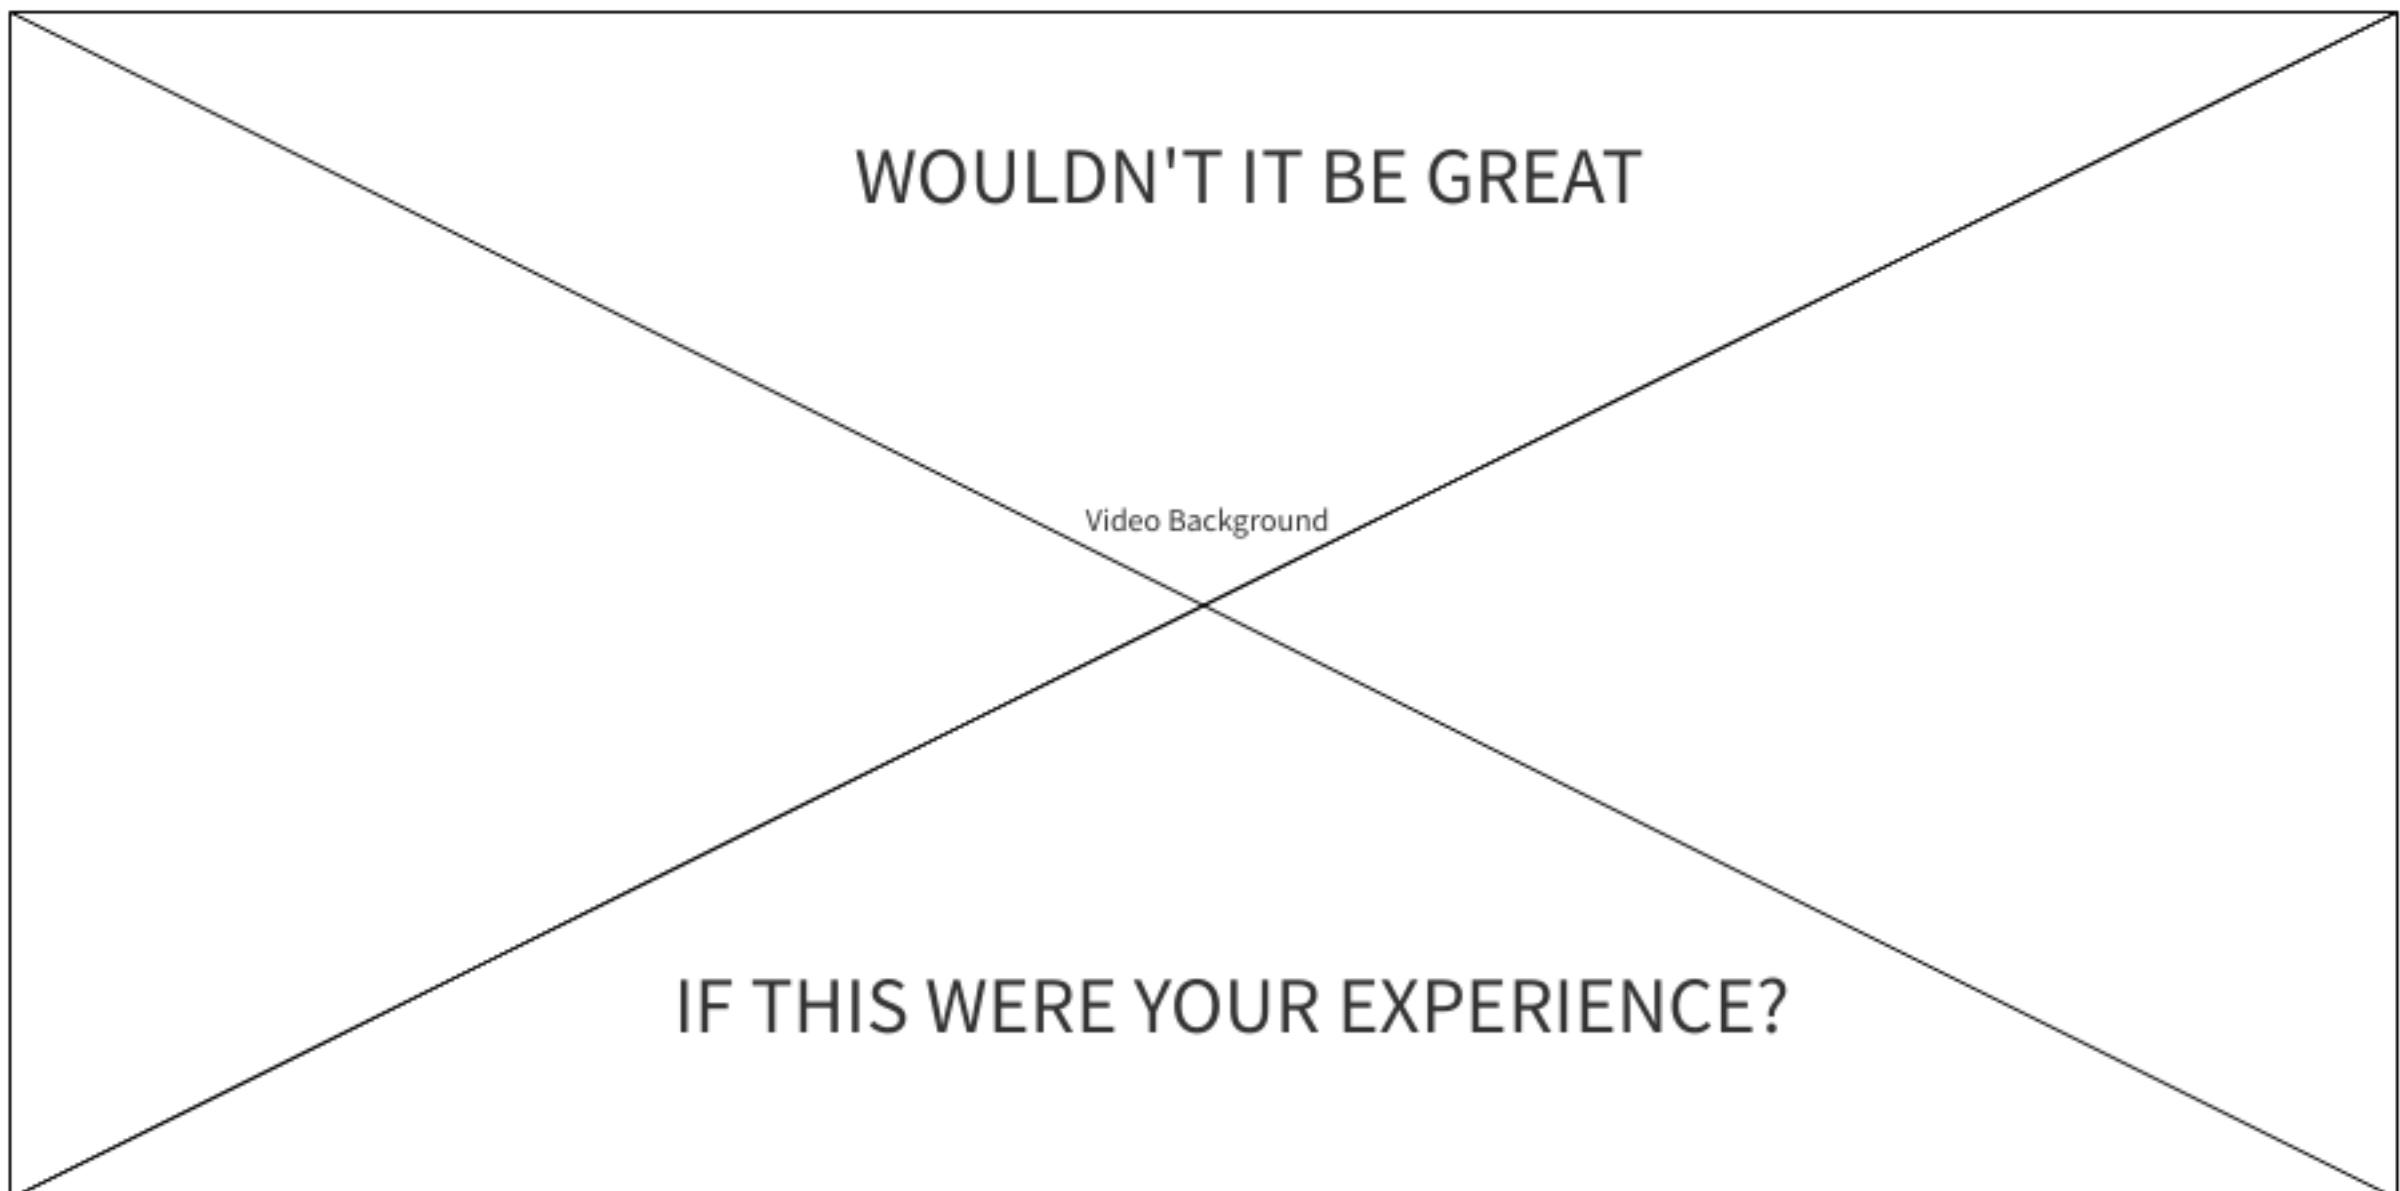 WOULDN'T IT BE GREAT
Video Background
IF THIS WERE YOUR EXPERIENCE?